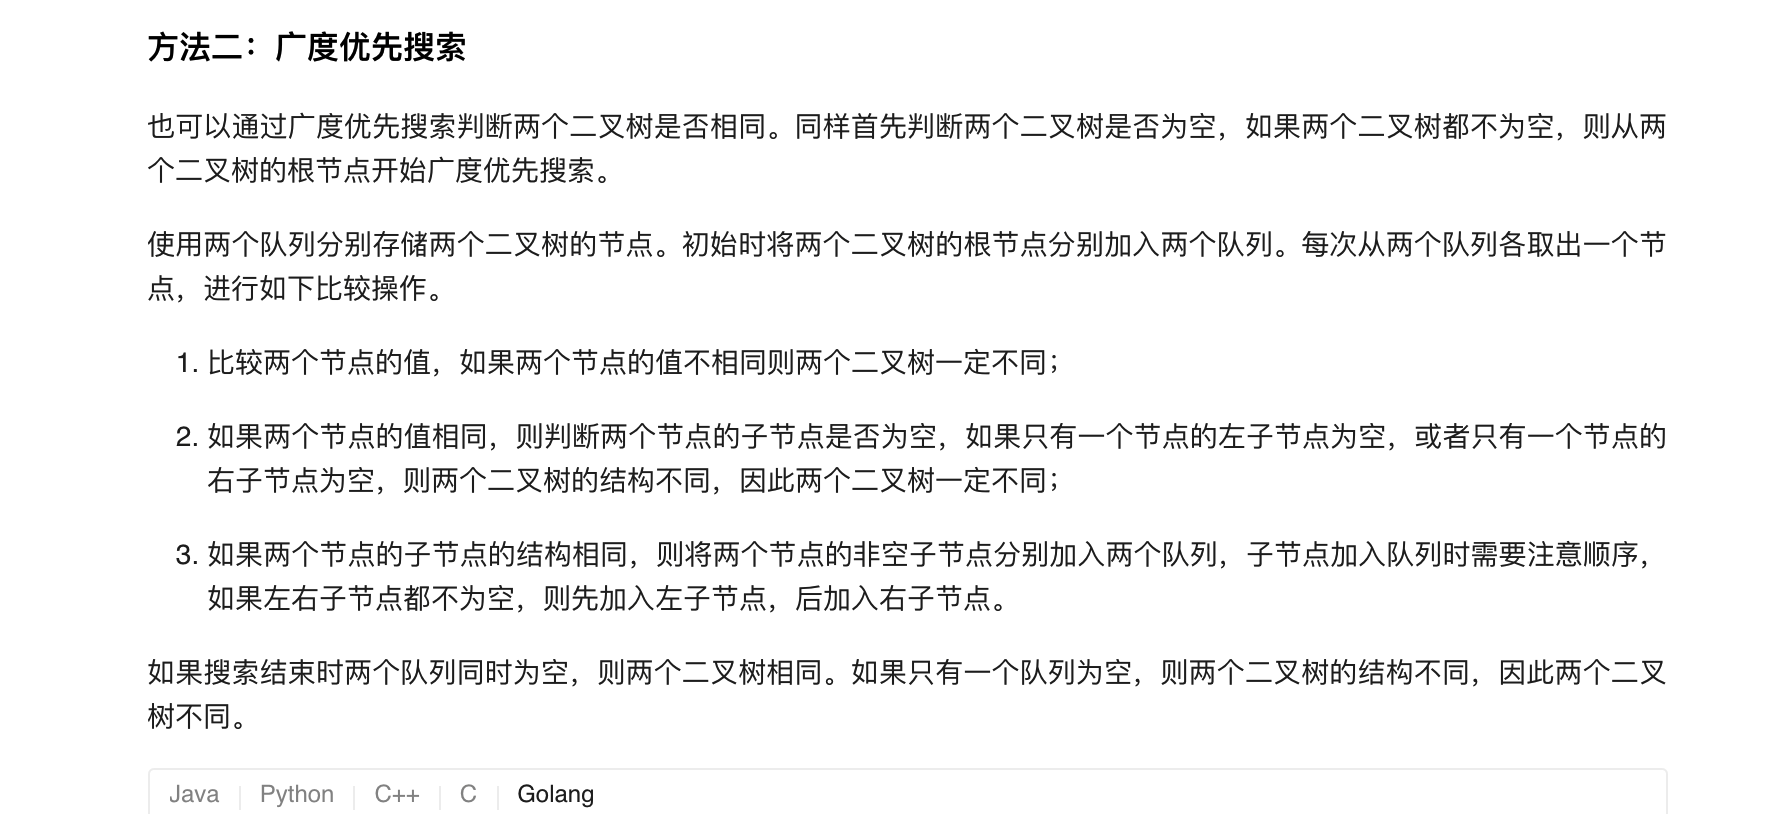 方法二：广度优先搜索
也可以通过广度优先搜索判断两个二叉树是否相同。同样首先判断两个二叉树是否为空，如果两个二叉树都不为空，则从两
个二叉树的根节点开始广度优先搜索。
使用两个队列分别存储两个二叉树的节点。初始时将两个二叉树的根节点分别加入两个队列。每次从两个队列各取出一个节
点，进行如下比较操作。
1. 比较两个节点的值，如果两个节点的值不相同则两个二叉树一定不同；
2. 如果两个节点的值相同，则判断两个节点的子节点是否为空，如果只有一个节点的左子节点为空，或者只有一个节点的
右子节点为空，则两个二叉树的结构不同，因此两个二叉树一定不同；
3. 如果两个节点的子节点的结构相同，则将两个节点的非空子节点分别加入两个队列，子节点加入队列时需要注意顺序，
如果左右子节点都不为空，则先加入左子节点，后加入右子节点。
如果搜索结束时两个队列同时为空，则两个二叉树相同。如果只有一个队列为空，则两个二叉树的结构不同，因此两个二叉
树不同。
Java Python C++ C Golang